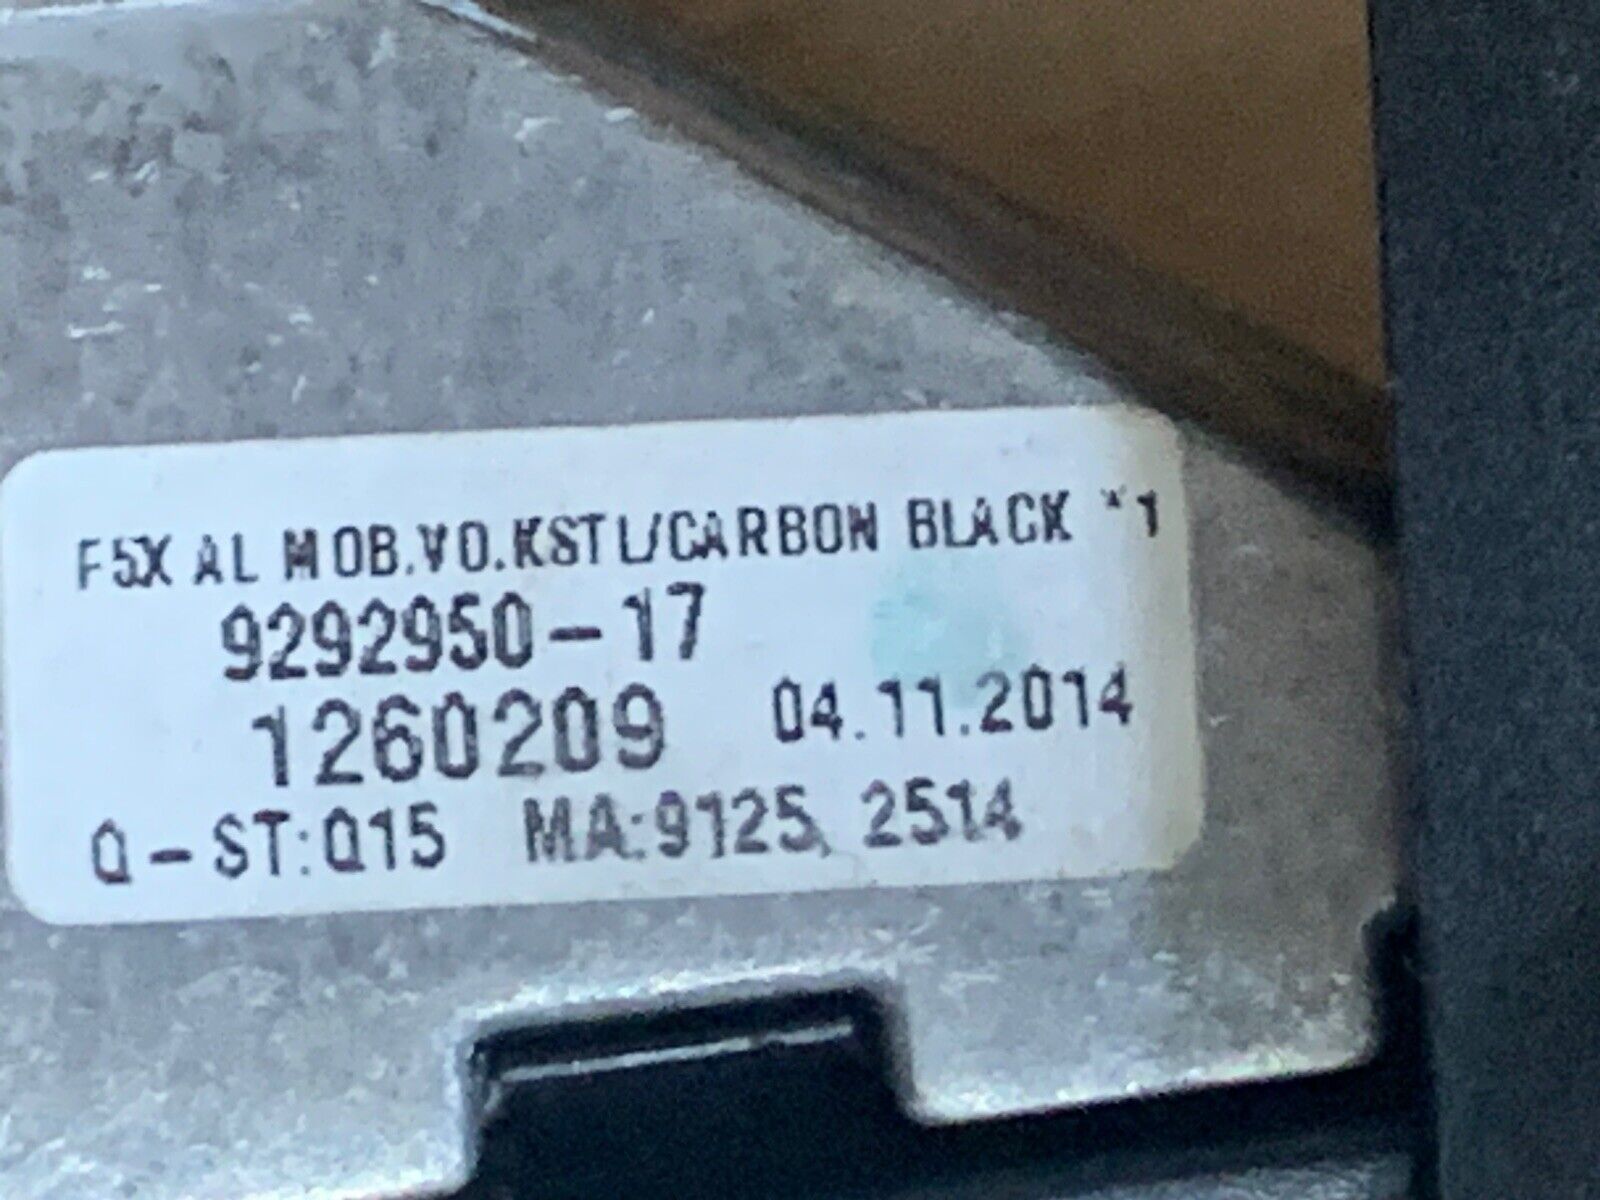 F5X AL MOB.VO.KSTL/CARBON BLACK *1
9292950-17
1260209 04.11.2014
Q-ST:Q15 MA:9125, 2514